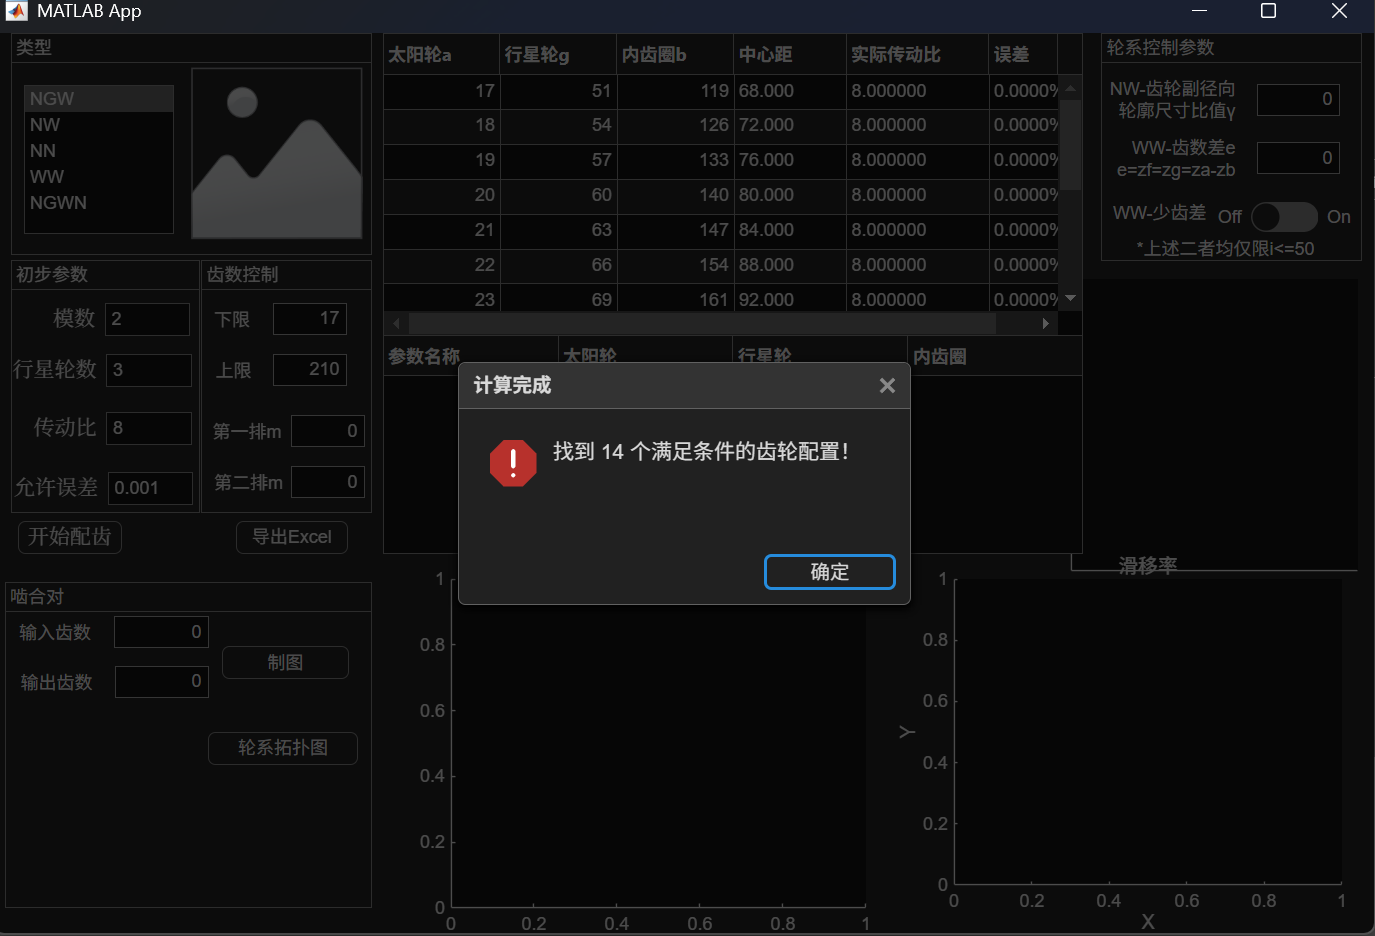 MATLAB App
类型
NGW
NW
NN
WW
NGWN
太阳轮a 行星轮g 内齿圈b 中心距 实际传动比 误差
17 51 119 68.000 8.000000 0.0000%
18 54 126 72.000 8.000000 0.0000%
19 57 133 76.000 8.000000 0.0000%
20 60 140 80.000 8.000000 0.0000%
21 63 147 84.000 8.000000 0.0000%
22 66 154 88.000 8.000000 0.0000%
23 69 161 92.000 8.000000 0.0000%
轮系控制参数
NW-齿轮副径向
轮廓尺寸比值γ 0
WW-齿数差e
e=zf=zg=za-zb 0
WW-少齿差 Off On
*上述二者均仅限i<=50
初步参数
模数 2
行星轮数 3
传动比 8
允许误差 0.001
齿数控制
下限 17
上限 210
第一排m 0
第二排m 0
开始配齿 导出Excel
参数名称 太阳轮 行星轮 内齿圈
计算完成
找到 14 个满足条件的齿轮配置!
确定
啮合对
输入齿数 0
输出齿数 0
制图
轮系拓扑图
1
0.8
0.6
0.4
0.2
0
0 0.2 0.4 0.6 0.8 1
滑移率
1
0.8
0.6
0.4
0.2
0
Y
0 0.2 0.4 0.6 0.8 1
X